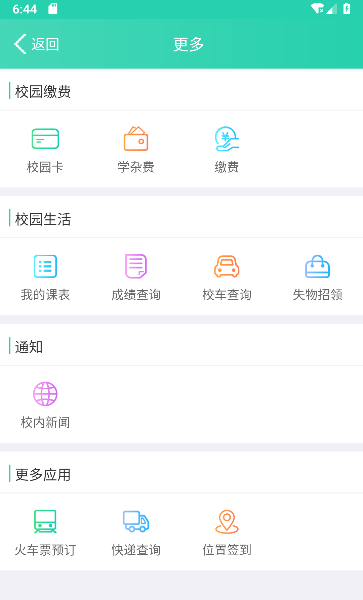 6:44
返回
更多
校园缴费
校园卡
学杂费
缴费
校园生活
我的课表
成绩查询
校车查询
失物招领
通知
校内新闻
更多应用
火车票预订
快递查询
位置签到